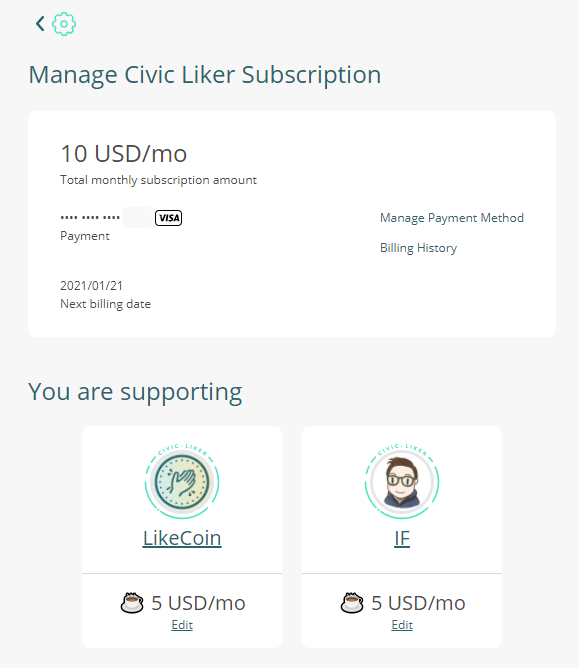 Manage Civic Liker Subscription
10 USD/mo
Total monthly subscription amount
•••• •••• •••• VISA
Payment
Manage Payment Method
Billing History
2021/01/21
Next billing date
You are supporting
CIVIC · LIKER
LikeCoin
5 USD/mo
Edit
CIVIC · LIKER
IF
5 USD/mo
Edit